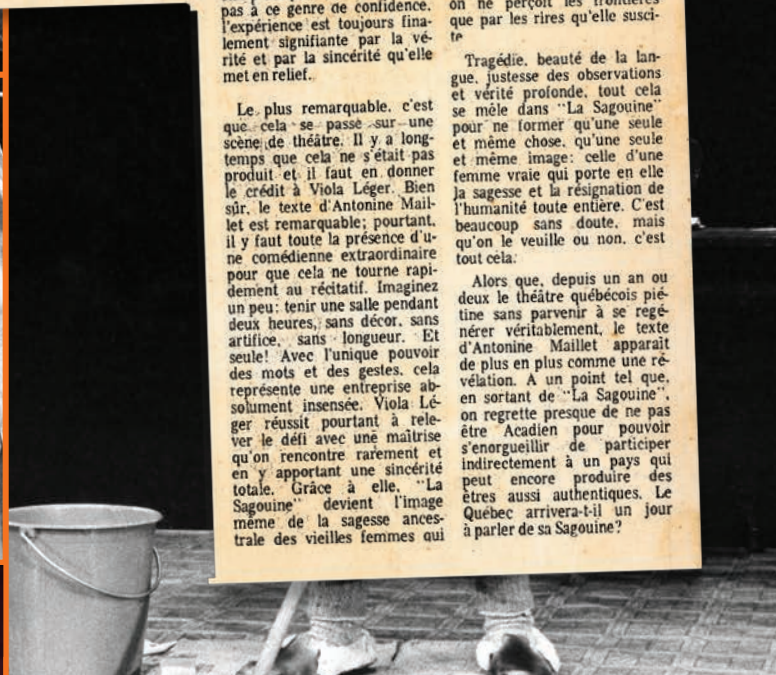 pas à ce genre de confidence,
l'expérience est toujours fina-
lement signifiante par la vé-
rité et par la sincérité qu'elle
met en relief.
Le plus remarquable, c'est
que cela se passe sur une
scène de théâtre. Il y a long-
temps que cela ne s'était pas
produit et il faut en donner
le crédit à Viola Léger. Bien
sûr, le texte d'Antonine Mail-
let est remarquable; pourtant,
il y faut toute la présence d'u-
ne comédienne extraordinaire
pour que cela ne tourne rapi-
dement au récitatif. Imaginez
un peu: tenir une salle pendant
deux heures, sans décor, sans
artifice, sans longueur. Et
seule! Avec l'unique pouvoir
des mots et des gestes, cela
représente une entreprise ab-
solument insensée. Viola Lé-
ger réussit pourtant à rele-
ver le défi avec une maîtrise
qu'on rencontre rarement et
en y apportant une sincérité
totale. Grâce à elle, "La
Sagouine" devient l'image
même de la sagesse ances-
trale des vieilles femmes qui
on ne perçoit les frontières
que par les rires qu'elle susci-
te
Tragédie, beauté de la lan-
gue, justesse des observations
et vérité profonde, tout cela
se mêle dans "La Sagouine"
pour ne former qu'une seule
et même chose, qu'une seule
et même image: celle d'une
femme vraie qui porte en elle
la sagesse et la résignation de
l'humanité toute entière. C'est
beaucoup sans doute, mais
qu'on le veuille ou non, c'est
tout cela.
Alors que, depuis un an ou
deux le théâtre québécois pié-
tine sans parvenir à se regé-
nérer véritablement, le texte
d'Antonine Maillet apparaît
de plus en plus comme une ré-
vélation. A un point tel que,
en sortant de "La Sagouine",
on regrette presque de ne pas
être Acadien pour pouvoir
s'enorgueillir de participer
indirectement à un pays qui
peut encore produire des
êtres aussi authentiques. Le
Québec arrivera-t-il un jour
à parler de sa Sagouine?